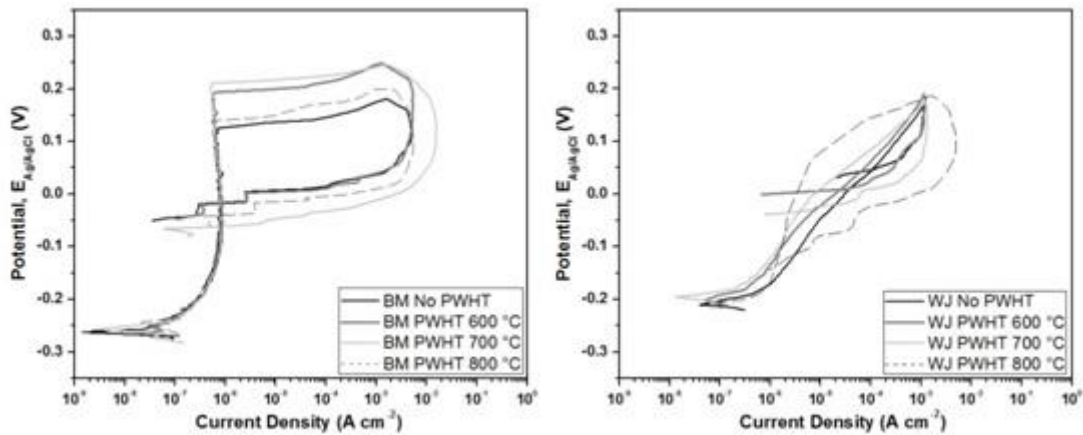 0.3
0.2
0.1
0.0
-0.1
-0.2
-0.3
Potential, E_Ag/AgCl (V)
BM No PWHT
BM PWHT 600 °C
BM PWHT 700 °C
BM PWHT 800 °C
Current Density (A cm⁻²)
0.3
0.2
0.1
0.0
-0.1
-0.2
-0.3
Potential, E_Ag/AgCl (V)
WJ No PWHT
WJ PWHT 600 °C
WJ PWHT 700 °C
WJ PWHT 800 °C
Current Density (A cm⁻²)